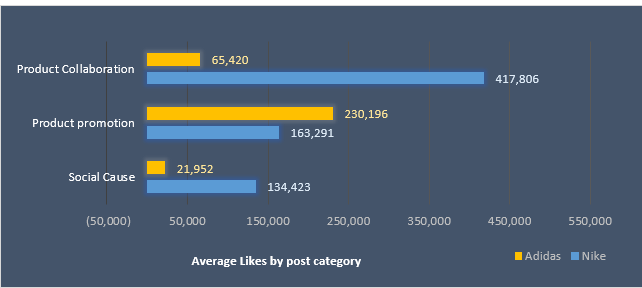 65,420
Product Collaboration
417,806
230,196
Product promotion
163,291
21,952
Social Cause
134,423
(50,000) 50,000 150,000 250,000 350,000 450,000 550,000
Average Likes by post category
Adidas Nike